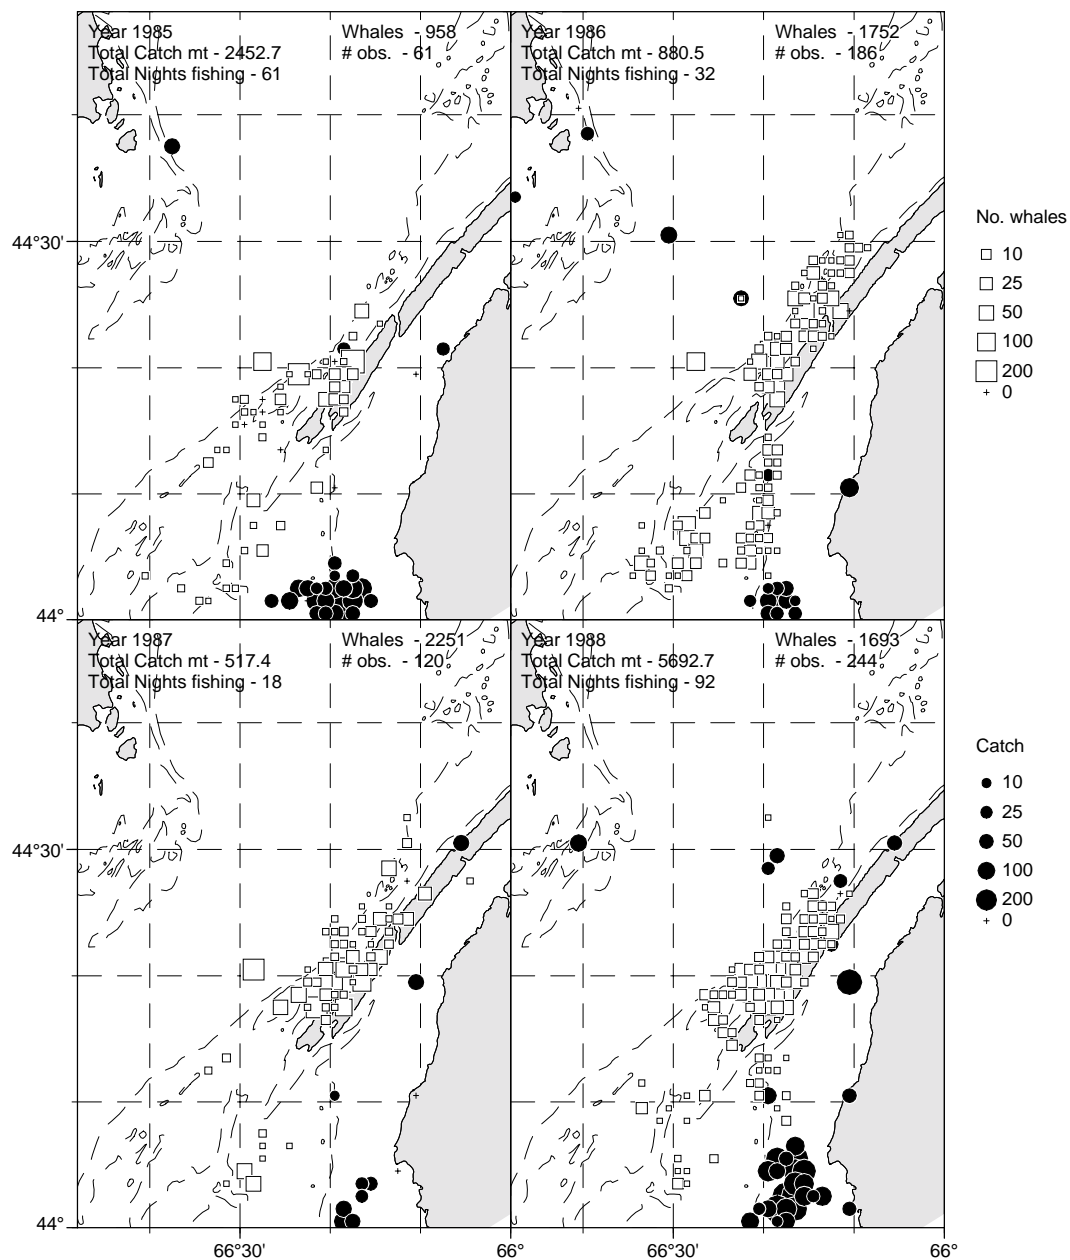 Year 1985 Whales - 958
Total Catch mt - 2452.7 # obs. - 61
Total Nights fishing - 61
Year 1986 Whales - 1752
Total Catch mt - 880.5 # obs. - 186
Total Nights fishing - 32
44°30'
44°
No. whales
10
25
50
100
200
0
Year 1987 Whales - 2251
Total Catch mt - 517.4 # obs. - 120
Total Nights fishing - 18
Year 1988 Whales - 1693
Total Catch mt - 5692.7 # obs. - 244
Total Nights fishing - 92
44°30'
44°
Catch
10
25
50
100
200
0
66°30' 66° 66°30' 66°